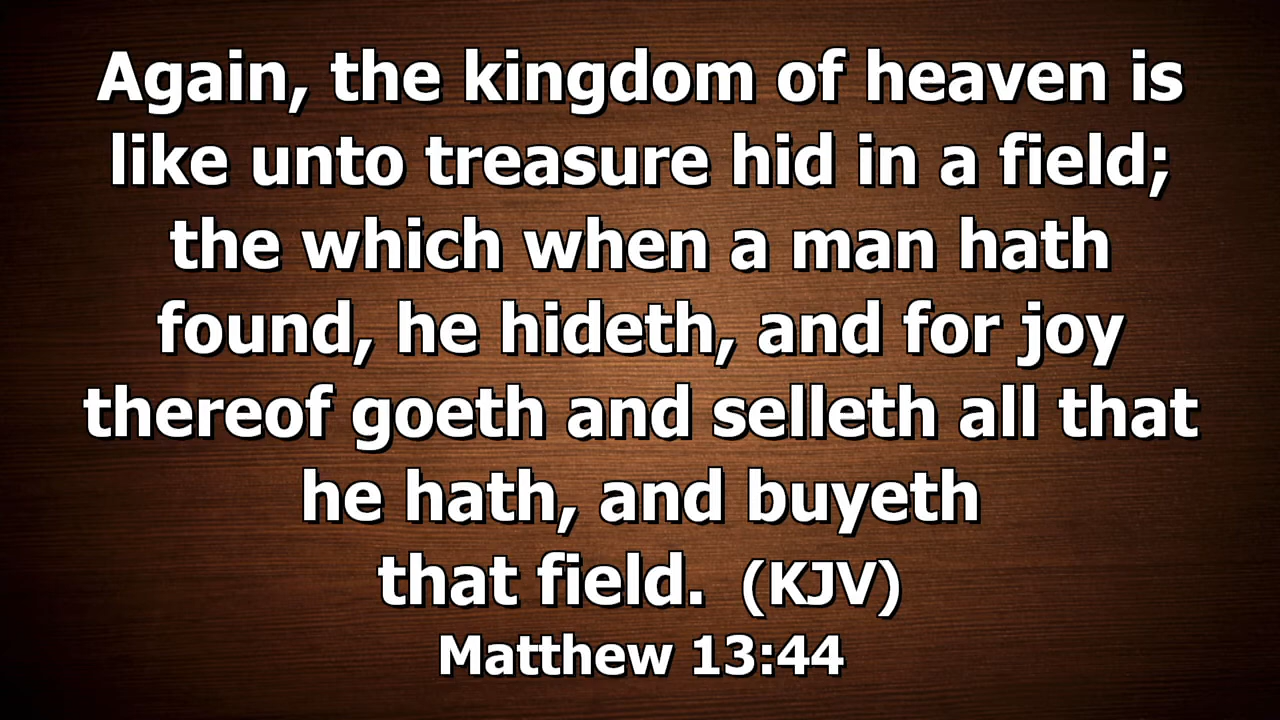 Again, the kingdom of heaven is
like unto treasure hid in a field;
the which when a man hath
found, he hideth, and for joy
thereof goeth and selleth all that
he hath, and buyeth
that field.  (KJV)
Matthew 13:44